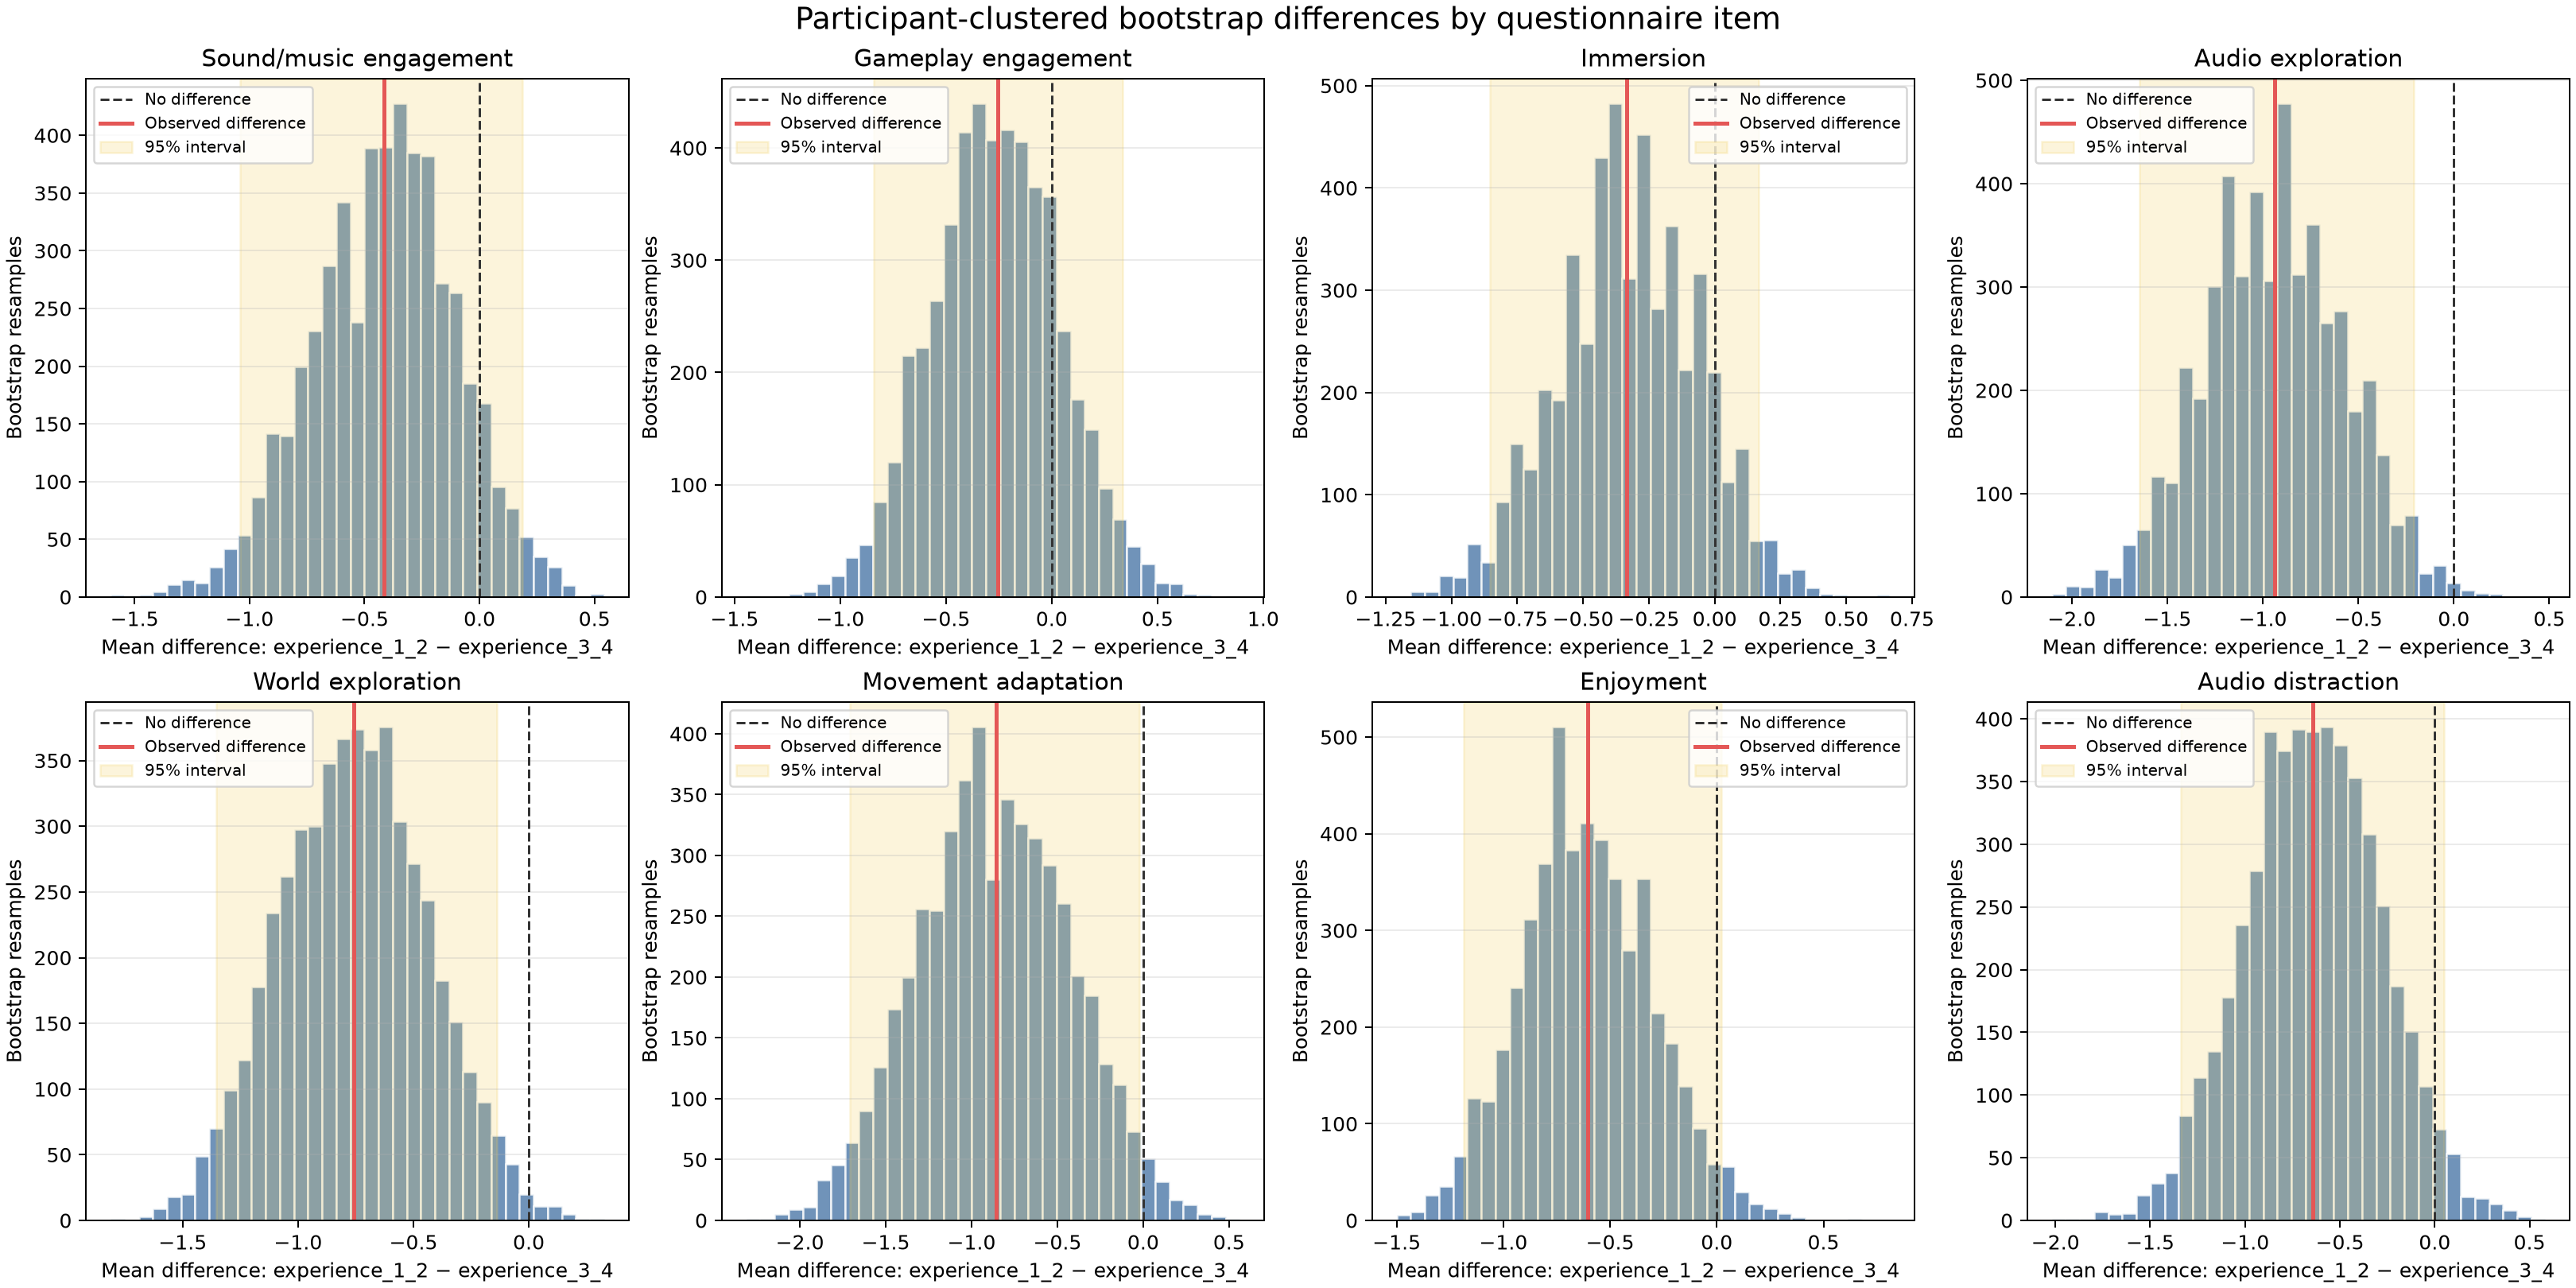 Participant-clustered bootstrap differences by questionnaire item
Sound/music engagement
No difference
Observed difference
95% interval
Bootstrap resamples
0
50
100
150
200
250
300
350
400
−1.5
−1.0
−0.5
0.0
0.5
Mean difference: experience_1_2 − experience_3_4
Gameplay engagement
No difference
Observed difference
95% interval
Bootstrap resamples
0
100
200
300
400
−1.5
−1.0
−0.5
0.0
0.5
1.0
Mean difference: experience_1_2 − experience_3_4
Immersion
No difference
Observed difference
95% interval
Bootstrap resamples
0
100
200
300
400
500
−1.25
−1.00
−0.75
−0.50
−0.25
0.00
0.25
0.50
0.75
Mean difference: experience_1_2 − experience_3_4
Audio exploration
No difference
Observed difference
95% interval
Bootstrap resamples
0
100
200
300
400
500
−2.0
−1.5
−1.0
−0.5
0.0
0.5
Mean difference: experience_1_2 − experience_3_4
World exploration
No difference
Observed difference
95% interval
Bootstrap resamples
0
50
100
150
200
250
300
350
−1.5
−1.0
−0.5
0.0
Mean difference: experience_1_2 − experience_3_4
Movement adaptation
No difference
Observed difference
95% interval
Bootstrap resamples
0
50
100
150
200
250
300
350
400
−2.0
−1.5
−1.0
−0.5
0.0
0.5
Mean difference: experience_1_2 − experience_3_4
Enjoyment
No difference
Observed difference
95% interval
Bootstrap resamples
0
100
200
300
400
500
−1.5
−1.0
−0.5
0.0
0.5
Mean difference: experience_1_2 − experience_3_4
Audio distraction
No difference
Observed difference
95% interval
Bootstrap resamples
0
50
100
150
200
250
300
350
400
−2.0
−1.5
−1.0
−0.5
0.0
0.5
Mean difference: experience_1_2 − experience_3_4